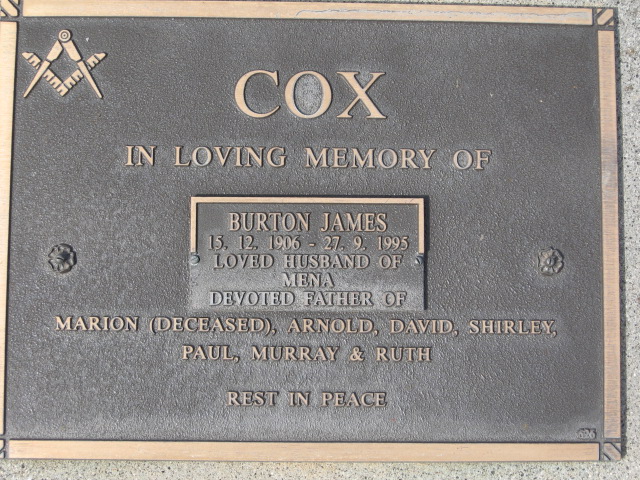 COX
IN LOVING MEMORY OF
BURTON JAMES
15. 12. 1906 - 27. 9. 1995
LOVED HUSBAND OF
MENA
DEVOTED FATHER OF
MARION (DECEASED), ARNOLD, DAVID, SHIRLEY,
PAUL, MURRAY & RUTH
REST IN PEACE